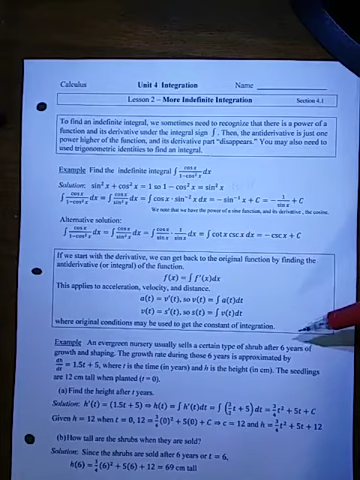 Calculus Unit 4 Integration Name
Lesson 2 – More Indefinite Integration Section 4.1
To find an indefinite integral, we sometimes need to recognize that there is a power of a
function and its derivative under the integral sign ∫. Then, the antiderivative is just one
power higher of the function, and its derivative part "disappears." You may also need to
used trigonometric identities to find an integral.
Example Find the indefinite integral ∫ cos x/(1−cos² x) dx
Solution: sin² x + cos² x = 1 so 1 − cos² x = sin² x
∫ cos x/(1−cos² x) dx = ∫ cos x/(sin² x) dx = ∫ cos x · sin⁻² x dx = − sin⁻¹ x + C = − 1/(sin x) + C
We note that we have the power of a sine function, and its derivative, the cosine.
Alternative solution:
∫ cos x/(1−cos² x) dx = ∫ cos x/(sin² x) dx = ∫ cos x/(sin x) · 1/(sin x) dx = ∫ cot x csc x dx = − csc x + C
If we start with the derivative, we can get back to the original function by finding the
antiderivative (or integral) of the function.
f(x) = ∫ f′(x)dx
This applies to acceleration, velocity, and distance.
a(t) = v′(t), so v(t) = ∫ a(t)dt
v(t) = s′(t), so s(t) = ∫ v(t)dt
where original conditions may be used to get the constant of integration.
Example An evergreen nursery usually sells a certain type of shrub after 6 years of
growth and shaping. The growth rate during those 6 years is approximated by
dh/dt = 1.5t + 5, where t is the time (in years) and h is the height (in cm). The seedlings
are 12 cm tall when planted (t = 0).
(a) Find the height after t years.
Solution: h′(t) = (1.5t + 5) ⇒ h(t) = ∫ h′(t)dt = ∫ (3/2 t + 5) dt = 3/4 t² + 5t + C
Given h = 12 when t = 0, 12 = 3/4 (0)² + 5(0) + C ⇒ c = 12 and h = 3/4 t² + 5t + 12
(b) How tall are the shrubs when they are sold?
Solution: Since the shrubs are sold after 6 years or t = 6,
h(6) = 3/4 (6)² + 5(6) + 12 = 69 cm tall